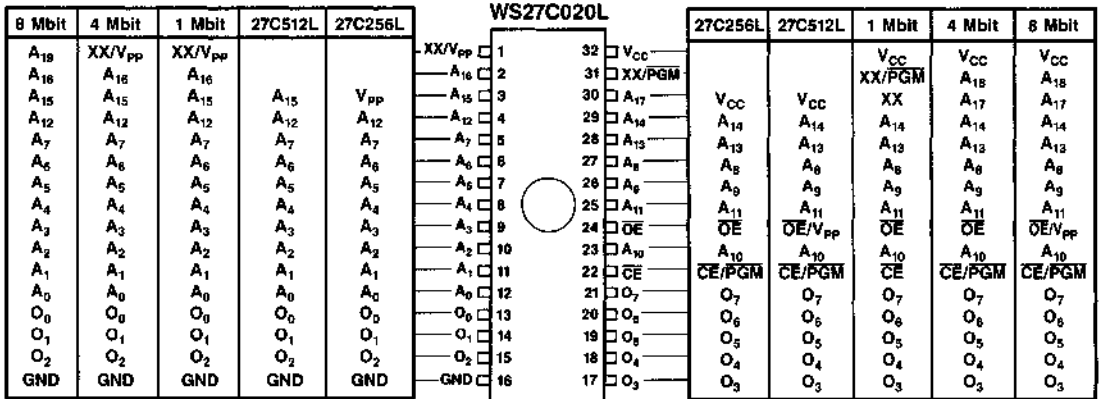 WS27C020L
8 Mbit 4 Mbit 1 Mbit 27C512L 27C256L
A19 XX/VPP XX/VPP
A16 A16 A16
A15 A15 A15 A15 VPP
A12 A12 A12 A12 A12
A7 A7 A7 A7 A7
A6 A6 A6 A6 A6
A5 A5 A5 A5 A5
A4 A4 A4 A4 A4
A3 A3 A3 A3 A3
A2 A2 A2 A2 A2
A1 A1 A1 A1 A1
A0 A0 A0 A0 A0
O0 O0 O0 O0 O0
O1 O1 O1 O1 O1
O2 O2 O2 O2 O2
GND GND GND GND GND
XX/VPP 1 32 VCC
A16 2 31 XX/PGM
A15 3 30 A17
A12 4 29 A14
A7 5 28 A13
A6 6 27 A8
A5 7 26 A9
A4 8 25 A11
A3 9 24 OE
A2 10 23 A10
A1 11 22 CE
A0 12 21 O7
O0 13 20 O6
O1 14 19 O5
O2 15 18 O4
GND 16 17 O3
27C256L 27C512L 1 Mbit 4 Mbit 8 Mbit
VCC VCC VCC
XX/PGM A18 A18
VCC VCC XX A17 A17
A14 A14 A14 A14 A14
A13 A13 A13 A13 A13
A8 A8 A8 A8 A8
A9 A9 A9 A9 A9
A11 A11 A11 A11 A11
OE OE/VPP OE OE OE/VPP
A10 A10 A10 A10 A10
CE/PGM CE/PGM CE CE/PGM CE/PGM
O7 O7 O7 O7 O7
O6 O6 O6 O6 O6
O5 O5 O5 O5 O5
O4 O4 O4 O4 O4
O3 O3 O3 O3 O3